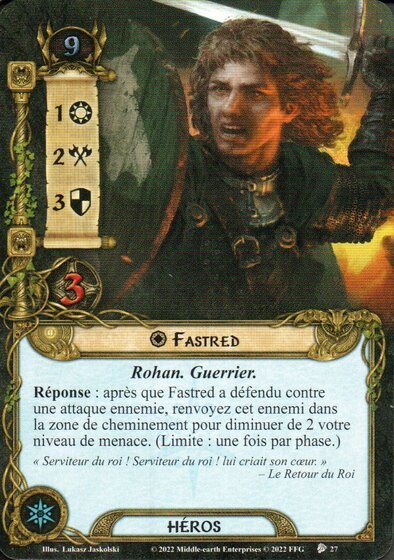 9
1
2
3
3
Fastred
Rohan. Guerrier.
Réponse : après que Fastred a défendu contre
une attaque ennemie, renvoyez cet ennemi dans
la zone de cheminement pour diminuer de 2 votre
niveau de menace. (Limite : une fois par phase.)
« Serviteur du roi ! Serviteur du roi ! lui criait son cœur. »
– Le Retour du Roi
HÉROS
Illus. Lukasz Jaskolski © 2022 Middle-earth Enterprises © 2022 FFG 27